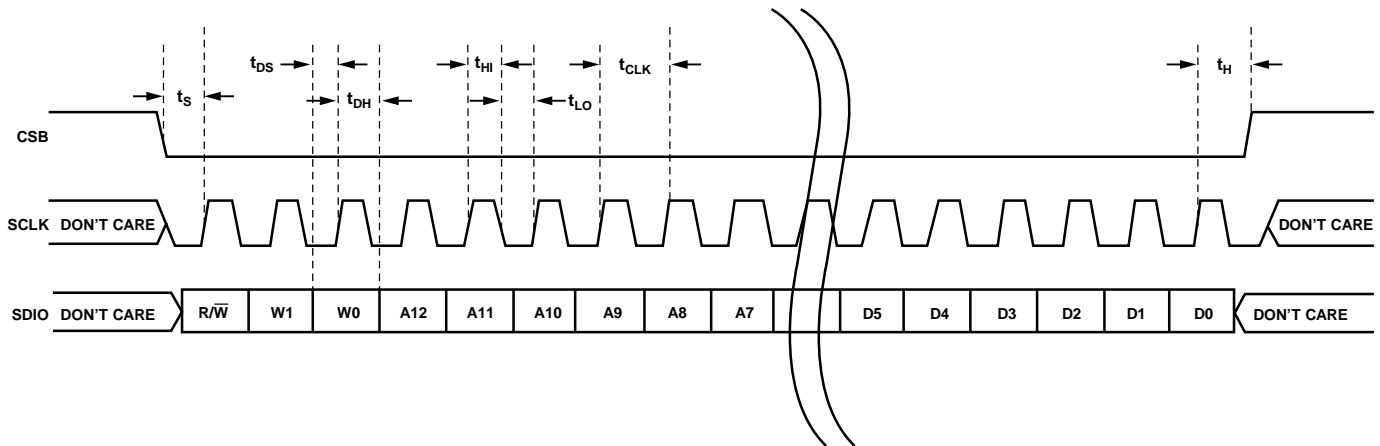 tDS
tHI
tCLK
tH
tS
tDH
tLO
CSB
SCLK DON'T CARE
DON'T CARE
SDIO DON'T CARE R/W̅ W1 W0 A12 A11 A10 A9 A8 A7 D5 D4 D3 D2 D1 D0 DON'T CARE